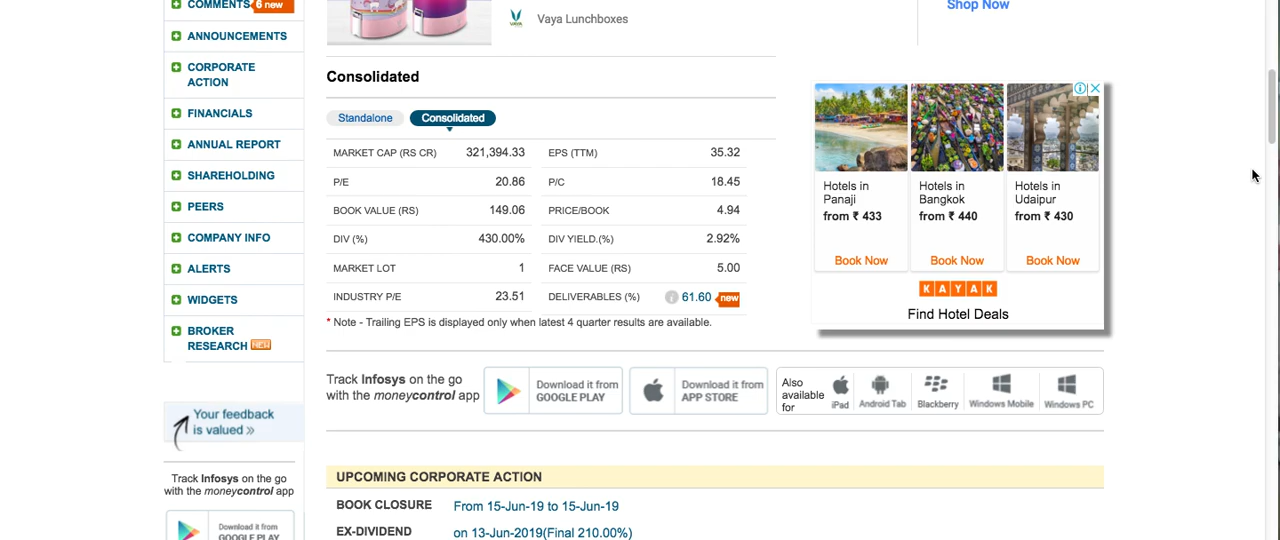 COMMENTS 6 new
ANNOUNCEMENTS
CORPORATE
ACTION
FINANCIALS
ANNUAL REPORT
SHAREHOLDING
PEERS
COMPANY INFO
ALERTS
WIDGETS
BROKER
RESEARCH NEW
Your feedback
is valued »
Track Infosys on the go
with the moneycontrol app
Download it from
GOOGLE PLAY
VAYA Vaya Lunchboxes
Shop Now
Consolidated
Standalone Consolidated
MARKET CAP (RS CR) 321,394.33 EPS (TTM) 35.32
P/E 20.86 P/C 18.45
BOOK VALUE (RS) 149.06 PRICE/BOOK 4.94
DIV (%) 430.00% DIV YIELD.(%) 2.92%
MARKET LOT 1 FACE VALUE (RS) 5.00
INDUSTRY P/E 23.51 DELIVERABLES (%) i 61.60 new
* Note - Trailing EPS is displayed only when latest 4 quarter results are available.
Hotels in
Panaji
from ₹ 433
Book Now
Hotels in
Bangkok
from ₹ 440
Book Now
Hotels in
Udaipur
from ₹ 430
Book Now
KAYAK
Find Hotel Deals
Track Infosys on the go
with the moneycontrol app
Download it from
GOOGLE PLAY
Download it from
APP STORE
Also
available
for
iPad Android Tab Blackberry Windows Mobile Windows PC
UPCOMING CORPORATE ACTION
BOOK CLOSURE From 15-Jun-19 to 15-Jun-19
EX-DIVIDEND on 13-Jun-2019(Final 210.00%)